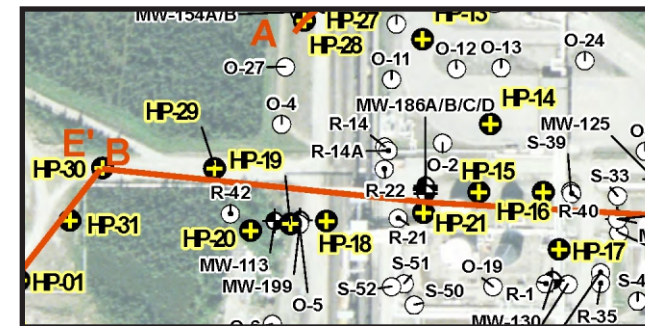 MW-154A/B
A
HP-27
HP-13
HP-28
O-24
O-12
O-13
O-11
O-27
MW-186A/B/C/D
HP-14
O-4
HP-29
R-14
MW-125
R-14A
S-39
E'
B
HP-30
HP-19
O-2
HP-15
S-33
R-42
R-22
HP-16
R-40
HP-31
HP-20
HP-18
R-21
HP-21
HP-17
MW-113
S-51
O-19
HP-01
MW-199
O-5
S-52
S-50
R-1
S-4
MW-130
R-35